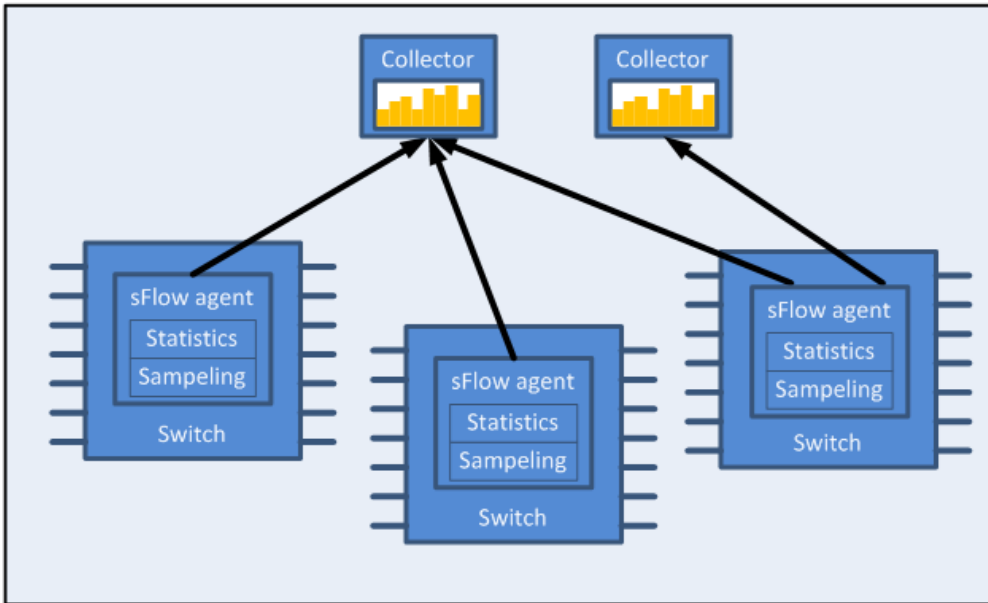 Collector
Collector
sFlow agent
Statistics
Sampeling
Switch
sFlow agent
Statistics
Sampeling
Switch
sFlow agent
Statistics
Sampeling
Switch